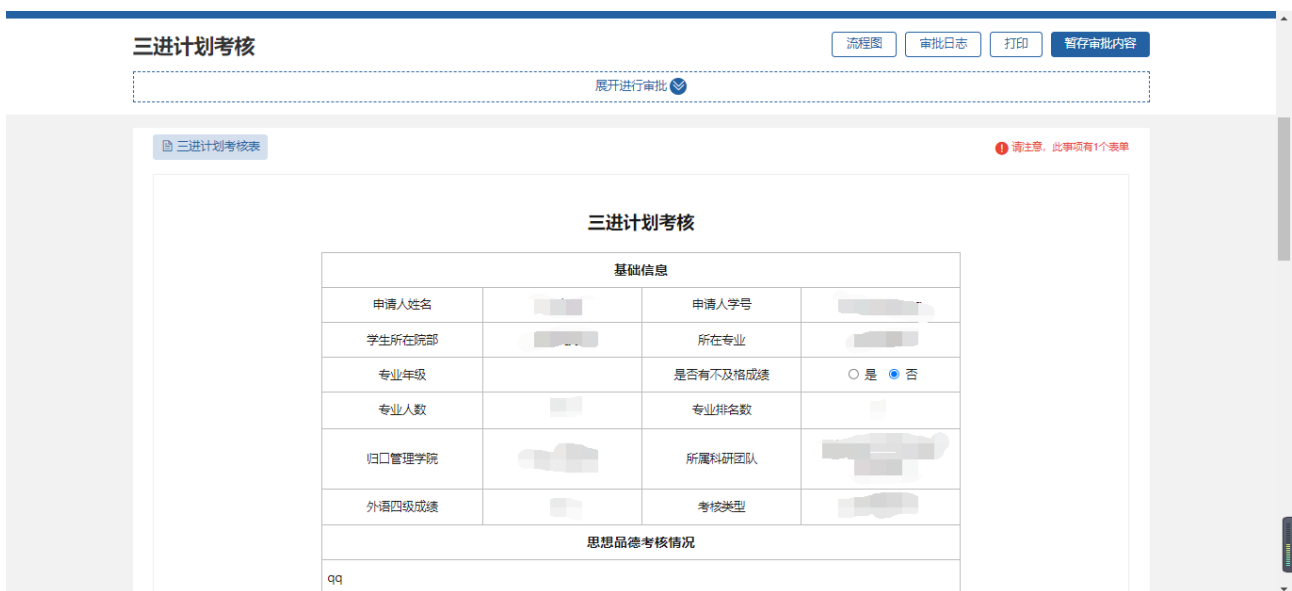 三进计划考核
流程图 审批日志 打印 暂存审批内容
展开进行审批
三进计划考核表 请注意，此事项有1个表单
三进计划考核
基础信息
申请人姓名 申请人学号
学生所在院部 所在专业
专业年级 是否有不及格成绩 是 否
专业人数 专业排名数
归口管理学院 所属科研团队
外语四级成绩 考核类型
思想品德考核情况
qq